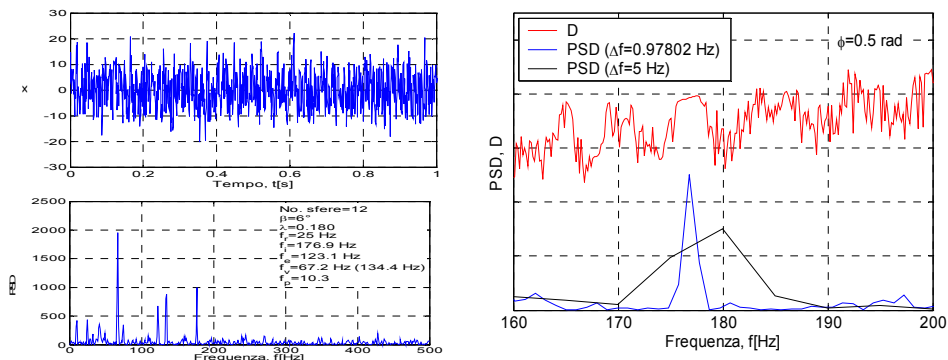 30
20
10
0
-10
-20
-30
x
0 0.2 0.4 0.6 0.8 1
Tempo, t[s]
2500
2000
1500
1000
500
0
PSD
No. sfere=12
β=6°
λ=0.180
f_r=25 Hz
f_i=176.9 Hz
f_e=123.1 Hz
f_v=67.2 Hz (134.4 Hz)
f_p=10.3
0 100 200 300 400 500
Frequenza, f[Hz]
D
PSD (Δf=0.97802 Hz)
PSD (Δf=5 Hz)
ϕ=0.5 rad
PSD, D
160 170 180 190 200
Frequenza, f[Hz]